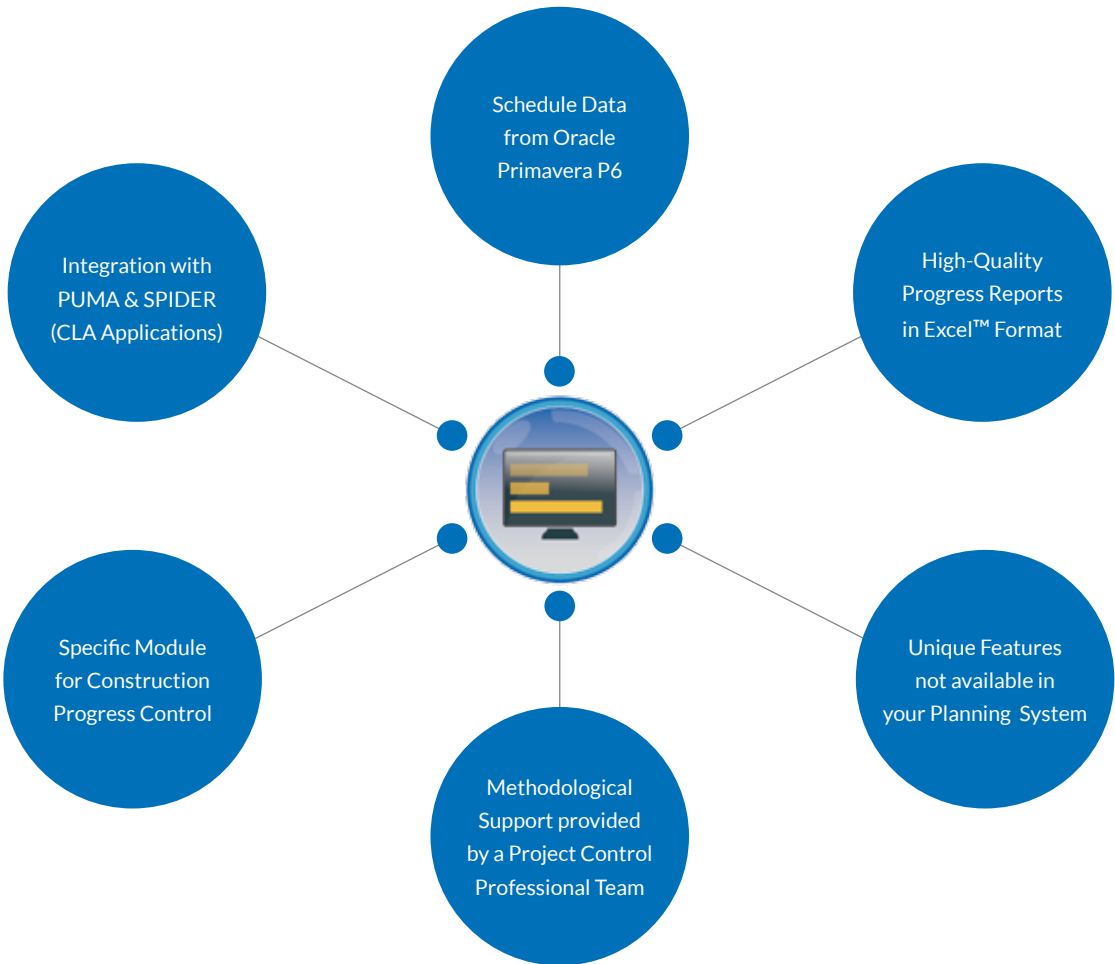 Schedule Data
from Oracle
Primavera P6
Integration with
PUMA & SPIDER
(CLA Applications)
High-Quality
Progress Reports
in Excel™ Format
Specific Module
for Construction
Progress Control
Unique Features
not available in
your Planning System
Methodological
Support provided
by a Project Control
Professional Team